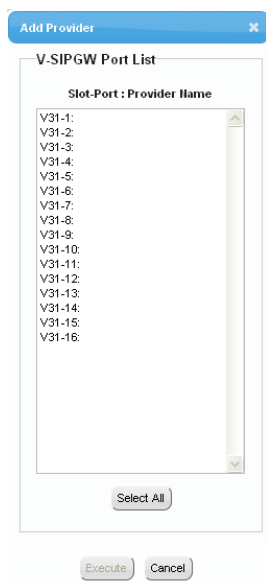 Add Provider
V-SIPGW Port List
Slot-Port : Provider Name
V31-1:
V31-2:
V31-3:
V31-4:
V31-5:
V31-6:
V31-7:
V31-8:
V31-9:
V31-10:
V31-11:
V31-12:
V31-13:
V31-14:
V31-15:
V31-16:
Select All
Execute Cancel